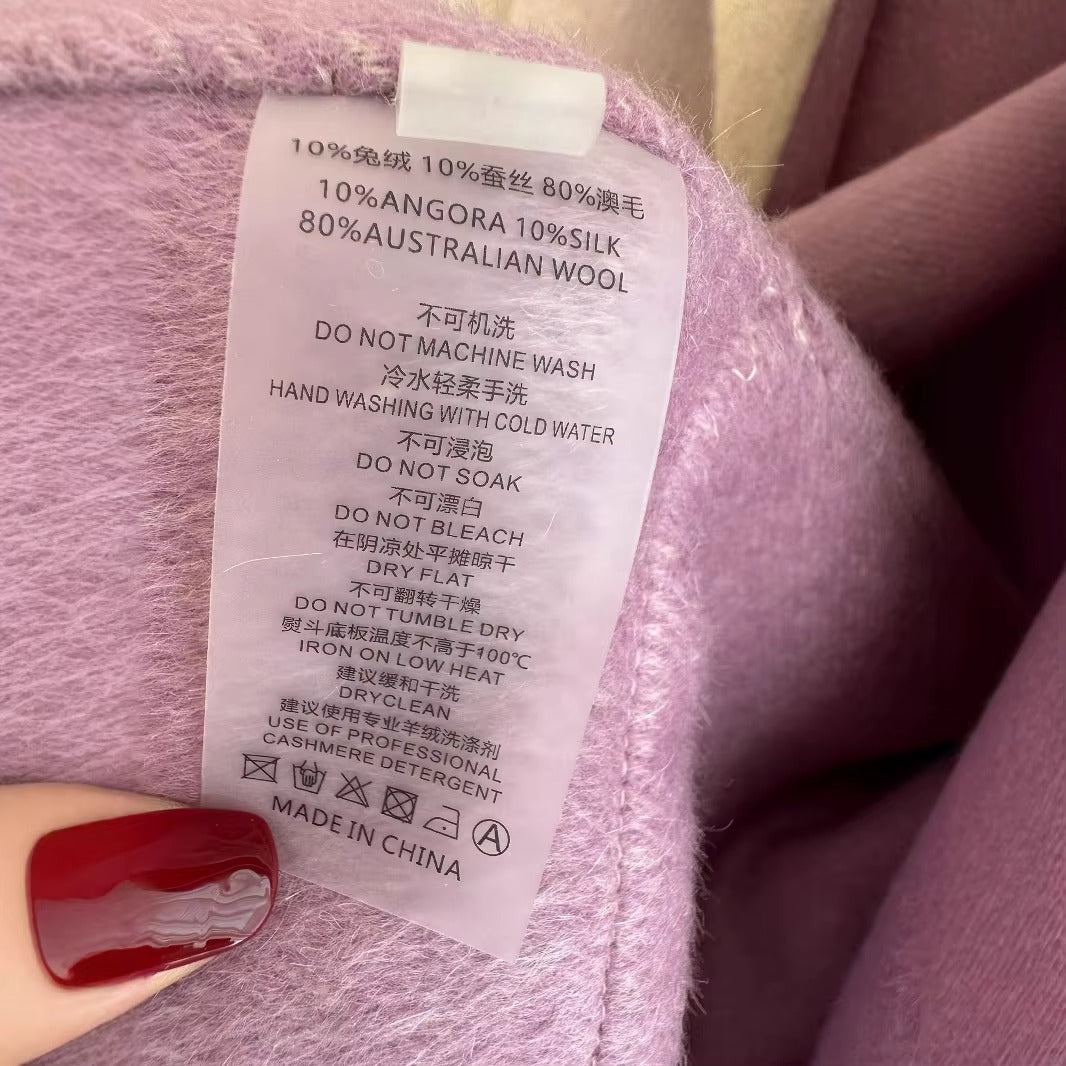 10%兔绒 10%蚕丝 80%澳毛
10%ANGORA 10%SILK
80%AUSTRALIAN WOOL
不可机洗
DO NOT MACHINE WASH
冷水轻柔手洗
HAND WASHING WITH COLD WATER
不可浸泡
DO NOT SOAK
不可漂白
DO NOT BLEACH
在阴凉处平摊晾干
DRY FLAT
不可翻转干燥
DO NOT TUMBLE DRY
熨斗底板温度不高于100℃
IRON ON LOW HEAT
建议缓和干洗
DRYCLEAN
建议使用专业羊绒洗涤剂
USE OF PROFESSIONAL
CASHMERE DETERGENT
A
MADE IN CHINA